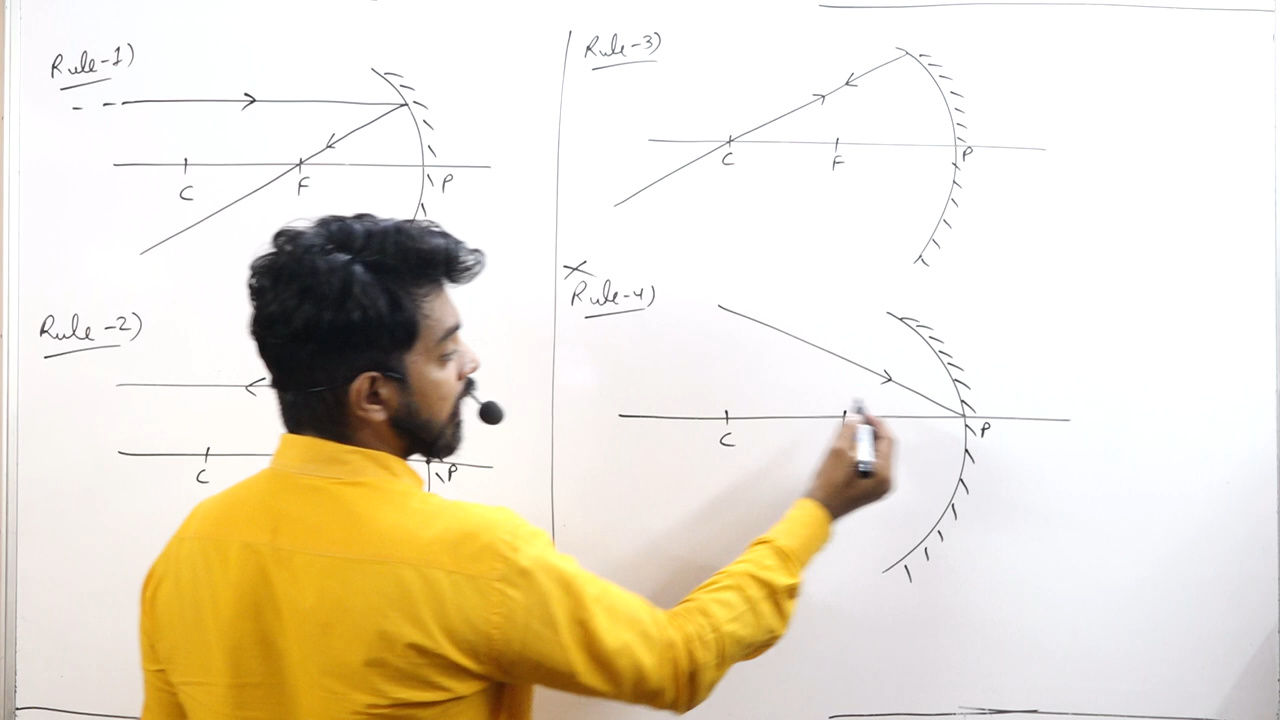 Rule-1)
C F P
Rule-2)
C P
Rule-3)
C F P
Rule-4)
C P